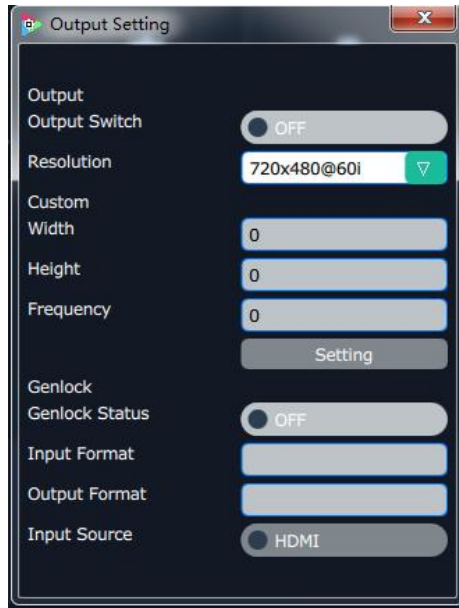 Output Setting
Output
Output Switch OFF
Resolution 720x480@60i
Custom
Width 0
Height 0
Frequency 0
Setting
Genlock
Genlock Status OFF
Input Format
Output Format
Input Source HDMI